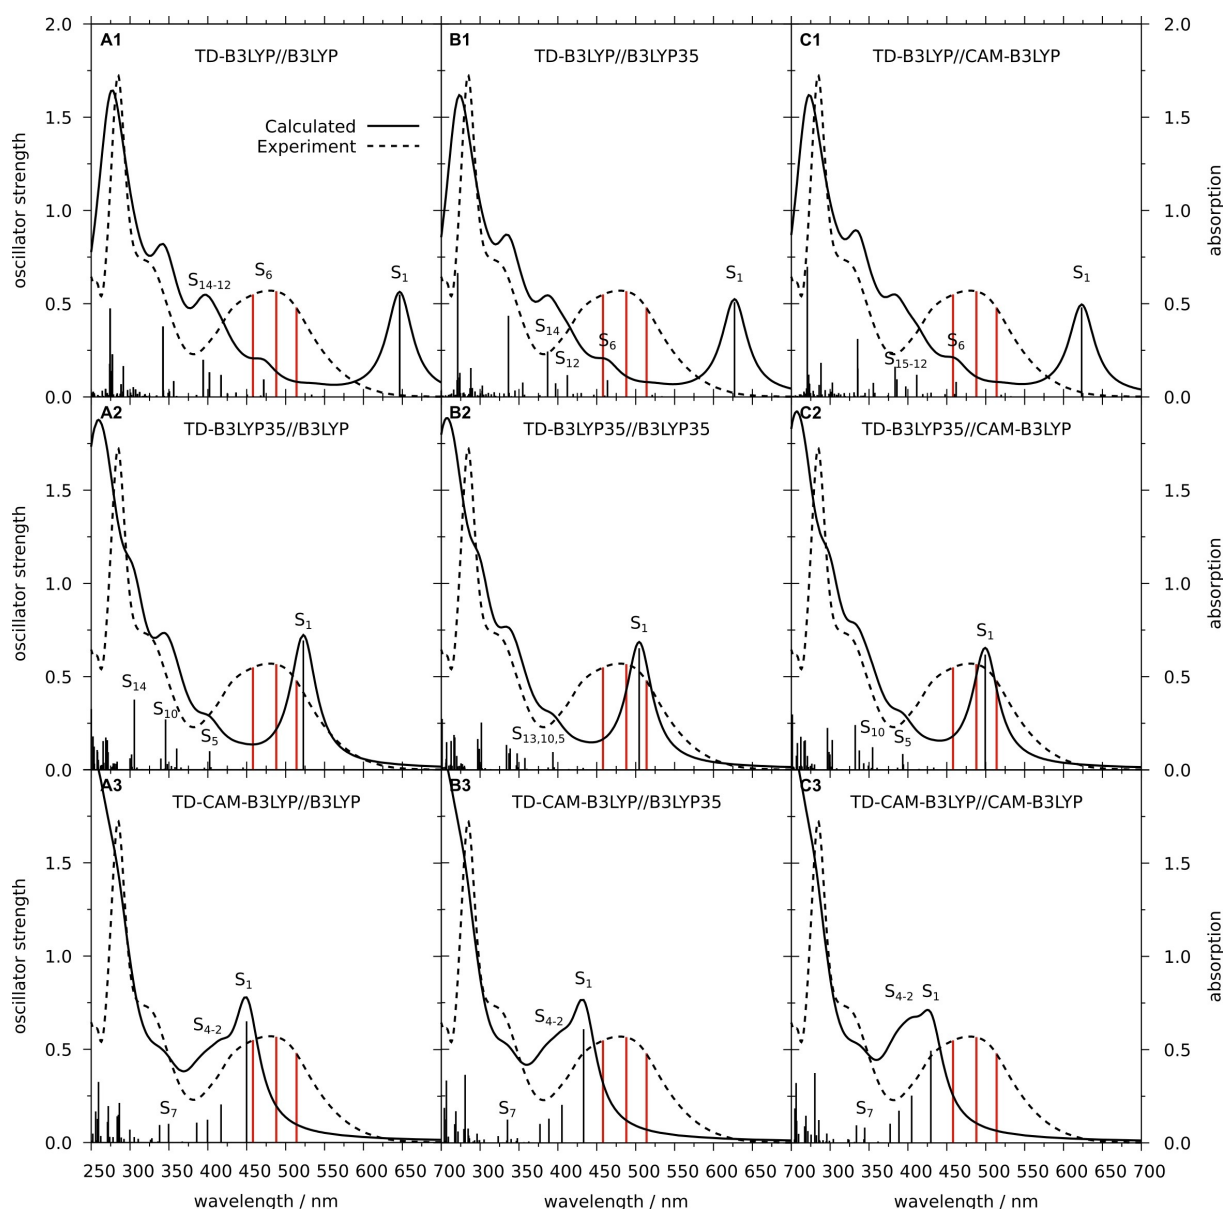 2.0
A1
B1
C1
2.0
TD-B3LYP//B3LYP
TD-B3LYP//B3LYP35
TD-B3LYP//CAM-B3LYP
1.5
Calculated
Experiment
1.5
1.0
1.0
oscillator strength
absorption
S14-12
S6
S1
S14
S12
S6
S1
S15-12
S6
S1
0.5
0.5
0.0
0.0
A2
B2
C2
TD-B3LYP35//B3LYP
TD-B3LYP35//B3LYP35
TD-B3LYP35//CAM-B3LYP
1.5
1.5
1.0
1.0
oscillator strength
absorption
S14
S10
S5
S1
S13,10,5
S1
S10
S5
S1
0.5
0.5
0.0
0.0
A3
B3
C3
TD-CAM-B3LYP//B3LYP
TD-CAM-B3LYP//B3LYP35
TD-CAM-B3LYP//CAM-B3LYP
1.5
1.5
1.0
1.0
oscillator strength
absorption
S7
S4-2
S1
S7
S4-2
S1
S7
S4-2
S1
0.5
0.5
0.0
0.0
250 300 350 400 450 500 550 600 650 700 300 350 400 450 500 550 600 650 700 300 350 400 450 500 550 600 650 700
wavelength / nm
wavelength / nm
wavelength / nm